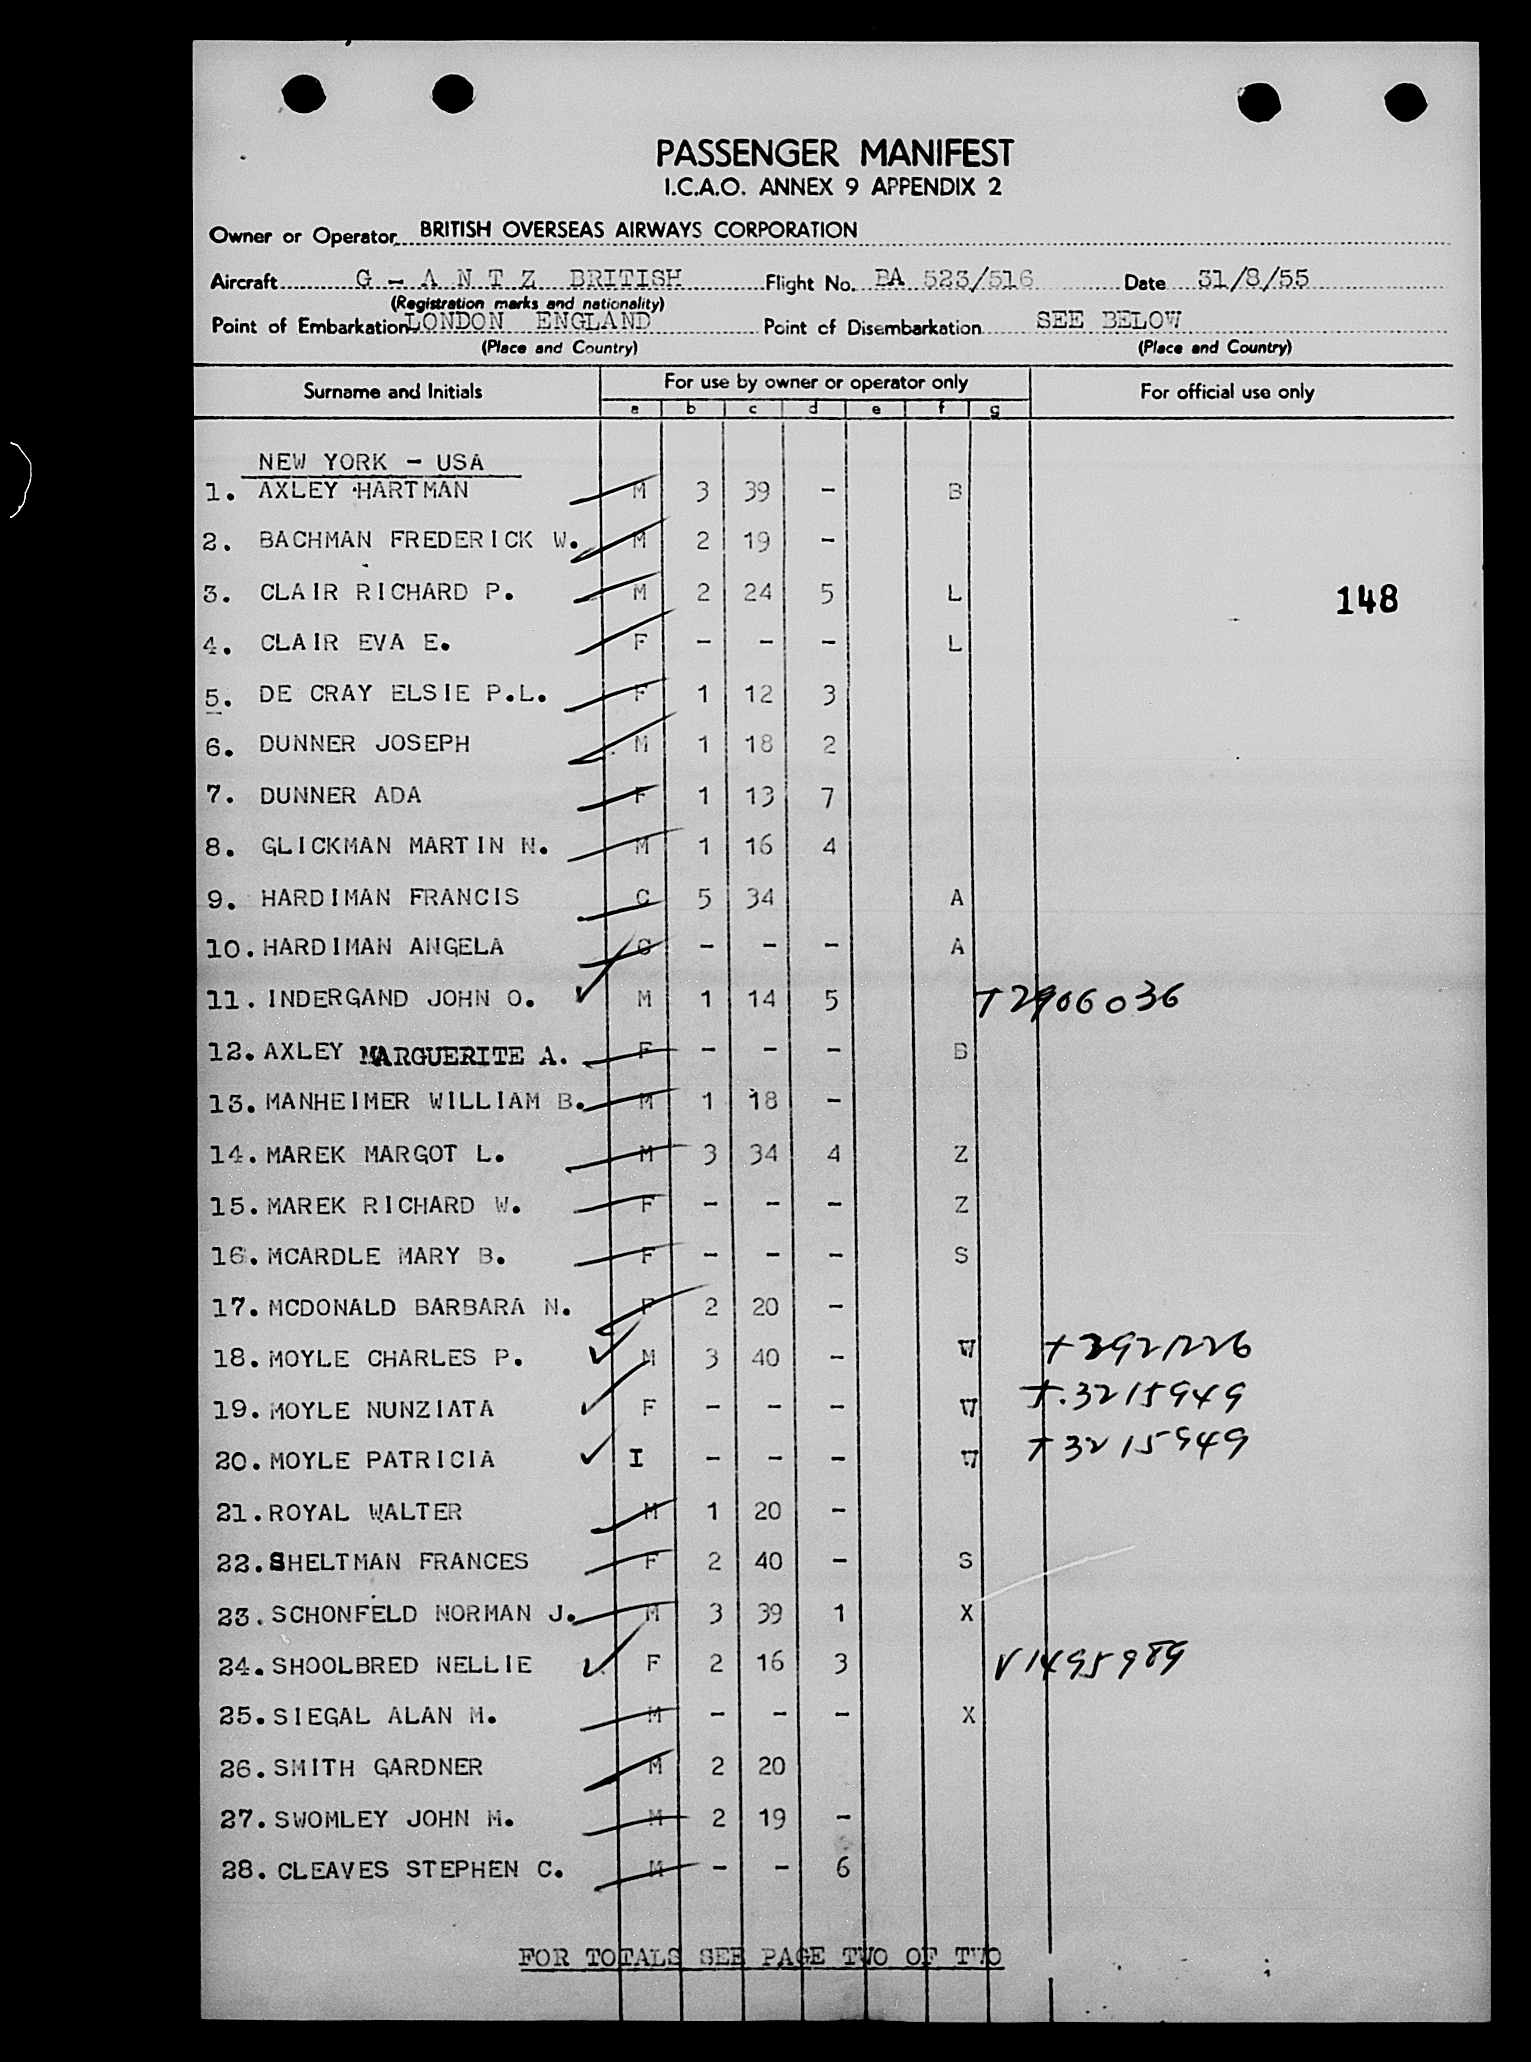 PASSENGER MANIFEST
I.C.A.O. ANNEX 9 APPENDIX 2
Owner or Operator BRITISH OVERSEAS AIRWAYS CORPORATION
Aircraft G - A N T Z BRITISH Flight No. BA 523/516 Date 31/8/55
(Registration marks and nationality)
Point of Embarkation LONDON ENGLAND Point of Disembarkation SEE BELOW
(Place and Country) (Place and Country)
Surname and Initials For use by owner or operator only For official use only
a b c d e f g
NEW YORK - USA
1. AXLEY HARTMAN M 3 39 - B
2. BACHMAN FREDERICK W. M 2 19 -
3. CLAIR RICHARD P. M 2 24 5 L 148
4. CLAIR EVA E. F - - - L
5. DE CRAY ELSIE P.L. F 1 12 3
6. DUNNER JOSEPH M 1 18 2
7. DUNNER ADA F 1 13 7
8. GLICKMAN MARTIN N. M 1 16 4
9. HARDIMAN FRANCIS C 5 34 A
10. HARDIMAN ANGELA C - - - A
11. INDERGAND JOHN O. M 1 14 5 T2906036
12. AXLEY MARGUERITE A. F - - - B
13. MANHEIMER WILLIAM B. M 1 18 -
14. MAREK MARGOT L. M 3 34 4 Z
15. MAREK RICHARD W. F - - - Z
16. MCARDLE MARY B. F - - - S
17. MCDONALD BARBARA N. F 2 20 -
18. MOYLE CHARLES P. M 3 40 - W
19. MOYLE NUNZIATA F - - - W T.3215949
20. MOYLE PATRICIA I - - - W T3215949
21. ROYAL WALTER M 1 20 -
22. SHELTMAN FRANCES F 2 40 - S
23. SCHONFELD NORMAN J. M 3 39 1 X
24. SHOOLBRED NELLIE F 2 16 3 V1495989
25. SIEGAL ALAN M. M - - - X
26. SMITH GARDNER M 2 20
27. SWOMLEY JOHN M. M 2 19 -
28. CLEAVES STEPHEN C. M - - 6
FOR TOTALS SEE PAGE TWO OF TWO